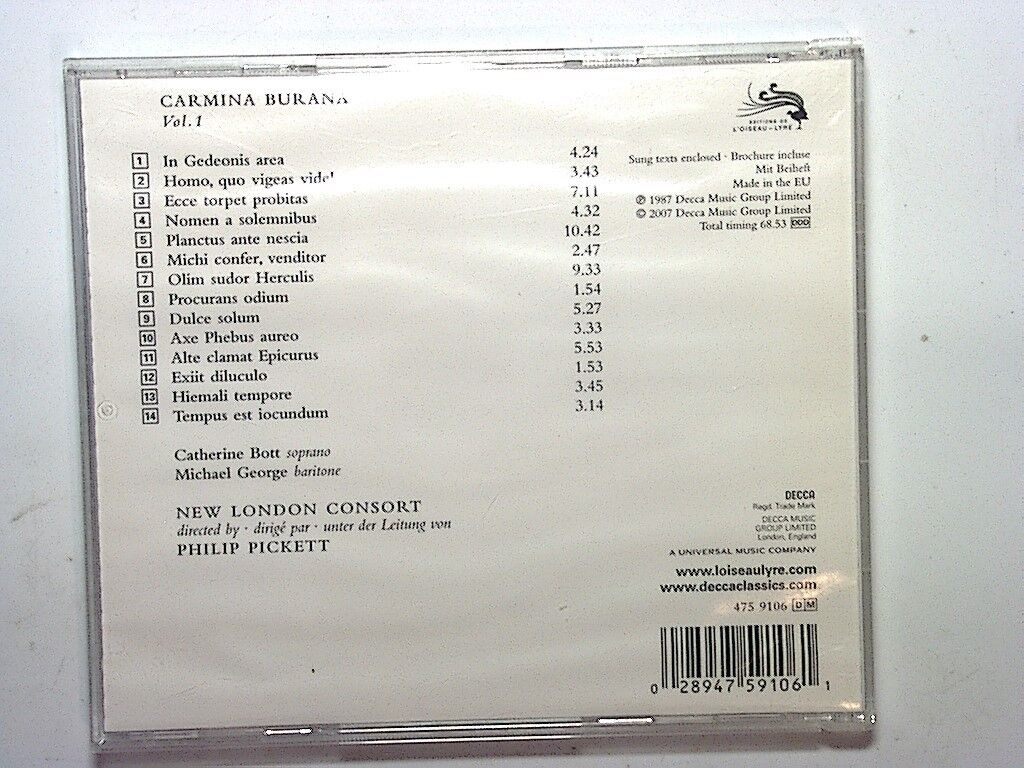 CARMINA BURANA
Vol.1
ÉDITIONS DE
L'OISEAU-LYRE
1 In Gedeonis area 4.24
2 Homo, quo vigeas vide! 3.43
3 Ecce torpet probitas 7.11
4 Nomen a solemnibus 4.32
5 Planctus ante nescia 10.42
6 Michi confer, venditor 2.47
7 Olim sudor Herculis 9.33
8 Procurans odium 1.54
9 Dulce solum 5.27
10 Axe Phebus aureo 3.33
11 Alte clamat Epicurus 5.53
12 Exiit diluculo 1.53
13 Hiemali tempore 3.45
14 Tempus est iocundum 3.14
Sung texts enclosed · Brochure incluse
Mit Beiheft
Made in the EU
℗ 1987 Decca Music Group Limited
© 2007 Decca Music Group Limited
Total timing 68.53 DDD
Catherine Bott soprano
Michael George baritone
NEW LONDON CONSORT
directed by · dirigé par · unter der Leitung von
PHILIP PICKETT
DECCA
Regd. Trade Mark
DECCA MUSIC
GROUP LIMITED
London, England
A UNIVERSAL MUSIC COMPANY
www.loiseaulyre.com
www.deccaclassics.com
475 9106 DM
0 28947 59106 1